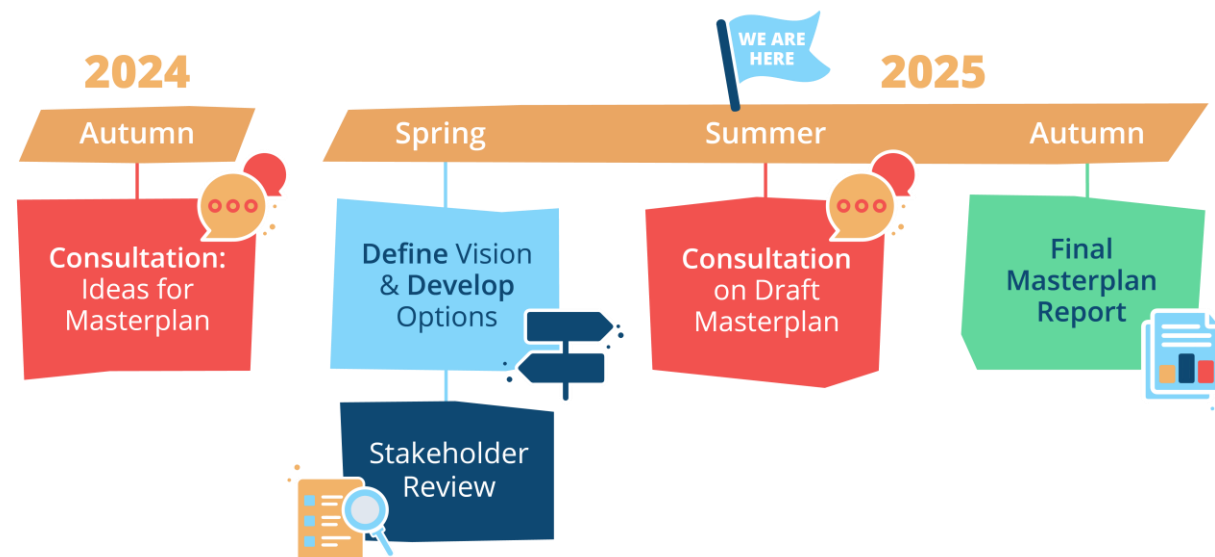 WE ARE
HERE
2024
2025
Autumn
Spring
Summer
Autumn
Consultation:
Ideas for
Masterplan
Define Vision
& Develop
Options
Stakeholder
Review
Consultation
on Draft
Masterplan
Final
Masterplan
Report